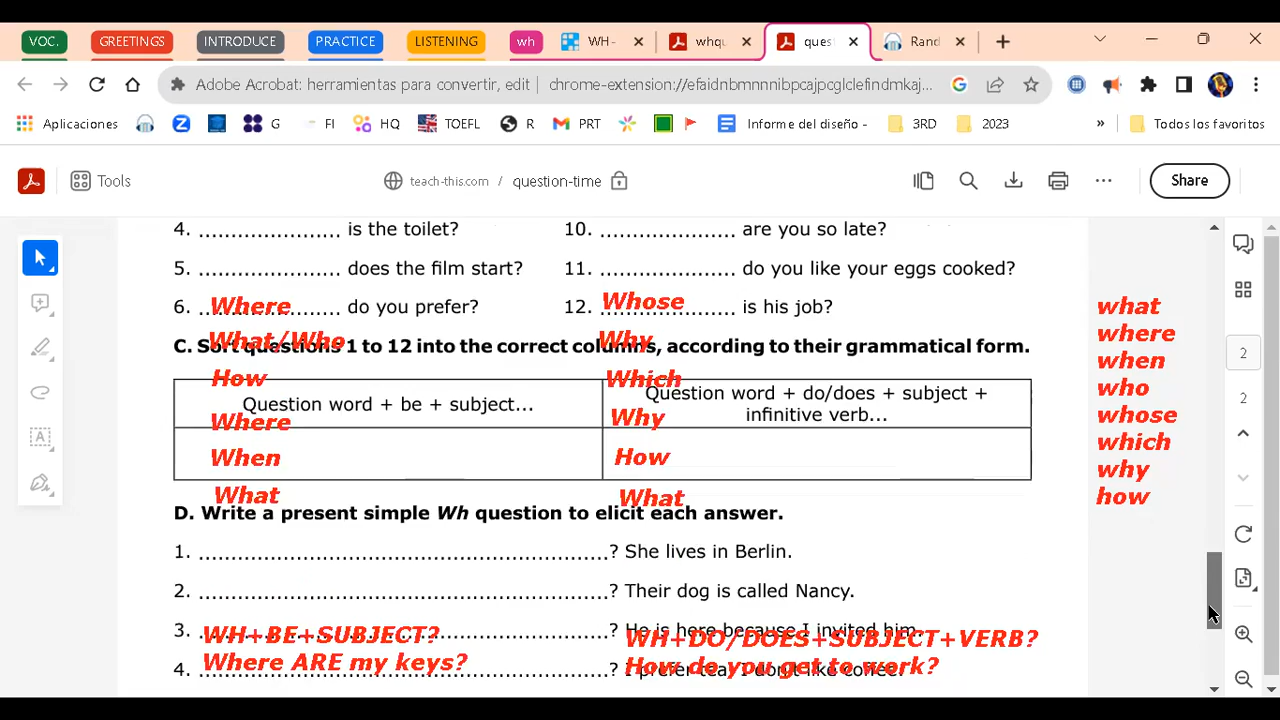 VOC. GREETINGS INTRODUCE PRACTICE LISTENING wh WH- whqu ques Rand
Adobe Acrobat: herramientas para convertir, edit | chrome-extension://efaidnbmnnnibpcajpcglclefindmkaj...
Aplicaciones G FI HQ TOEFL R PRT Informe del diseño - 3RD 2023 » Todos los favoritos
Tools teach-this.com / question-time Share
4. ...................... is the toilet? 10. ..................... are you so late?
5. ...................... does the film start? 11. ..................... do you like your eggs cooked?
6. ...................... do you prefer? 12. ..................... is his job?
Where Whose
What/Who Why
C. Sort questions 1 to 12 into the correct columns, according to their grammatical form.
How Which
Question word + be + subject... Question word + do/does + subject + infinitive verb...
Where Why
When How
What What
D. Write a present simple Wh question to elicit each answer.
1. ...............................................................? She lives in Berlin.
2. ...............................................................? Their dog is called Nancy.
3. ...............................................................? He is here because I invited him.
WH+BE+SUBJECT? WH+DO/DOES+SUBJECT+VERB?
Where ARE my keys? How do you get to work?
4. ...............................................................? I prefer tea. I don't like coffee.
what
where
when
who
whose
which
why
how
2
2